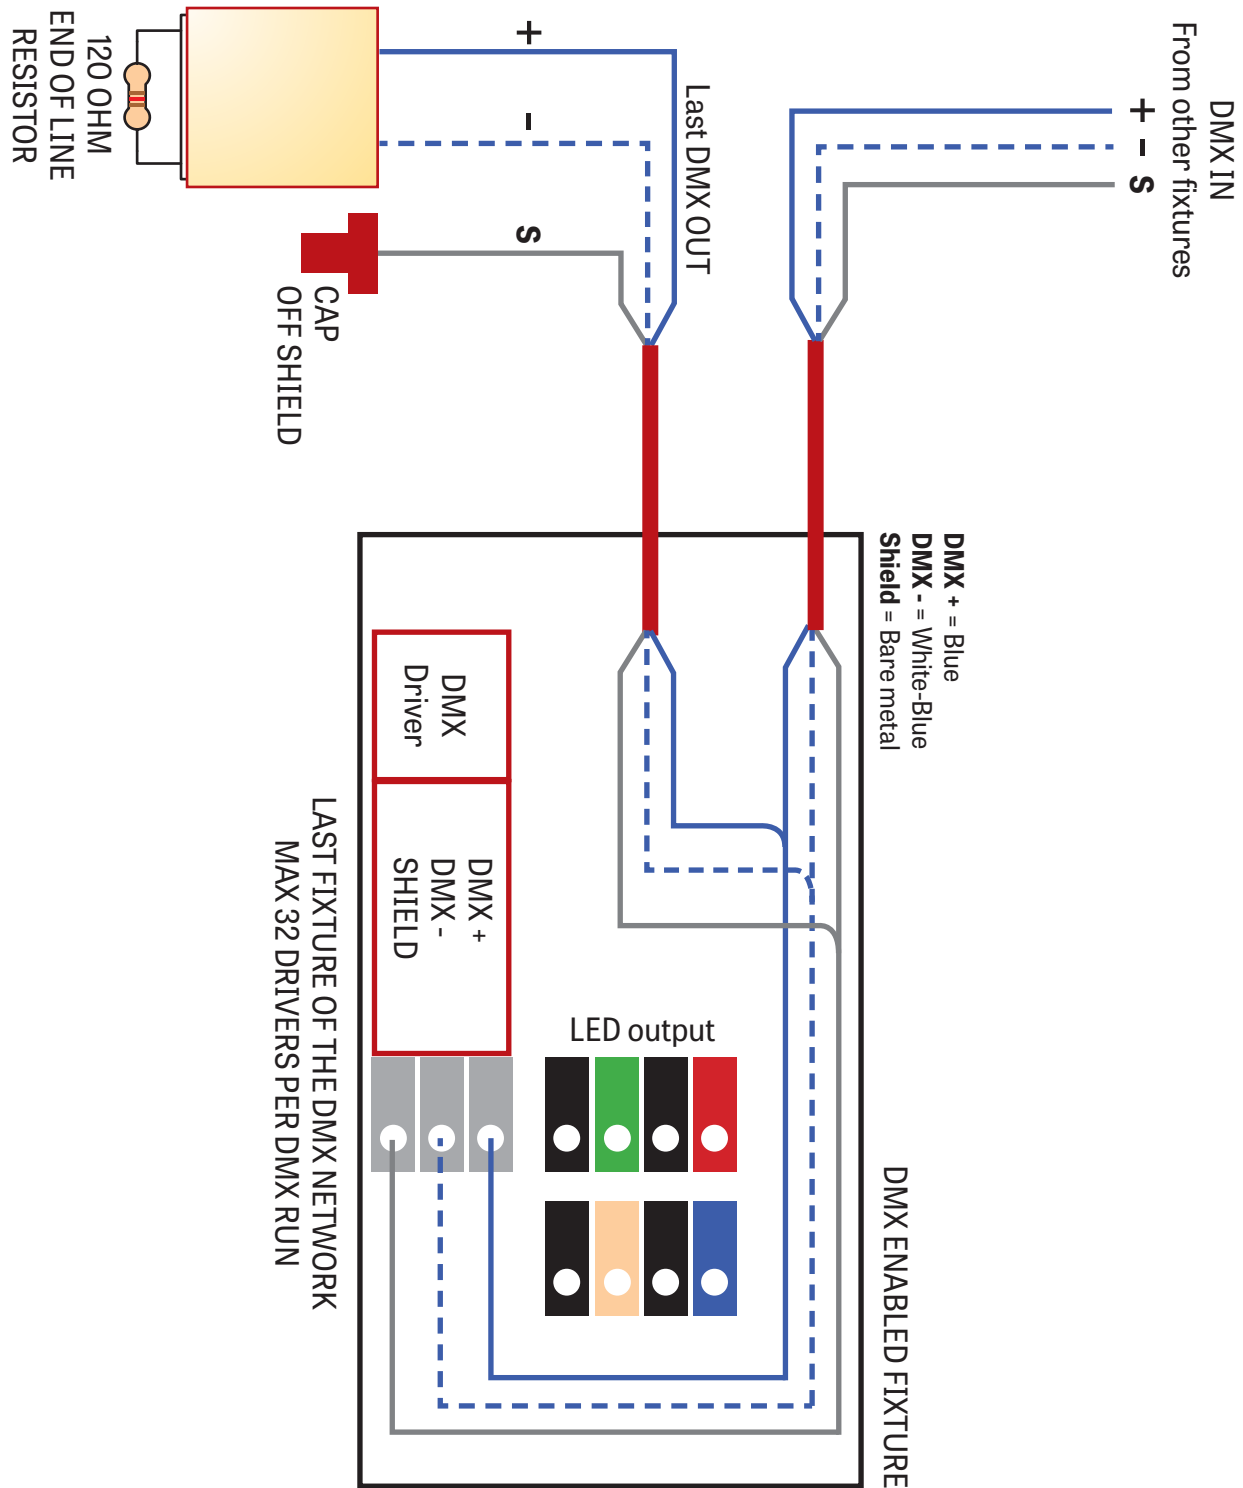 DMX IN
From other fixtures
+
-
S
Last DMX OUT
+
-
S
120 OHM
END OF LINE
RESISTOR
CAP
OFF SHIELD
DMX + = Blue
DMX - = White-Blue
Shield = Bare metal
DMX
Driver
DMX +
DMX -
SHIELD
LED output
DMX ENABLED FIXTURE
LAST FIXTURE OF THE DMX NETWORK
MAX 32 DRIVERS PER DMX RUN